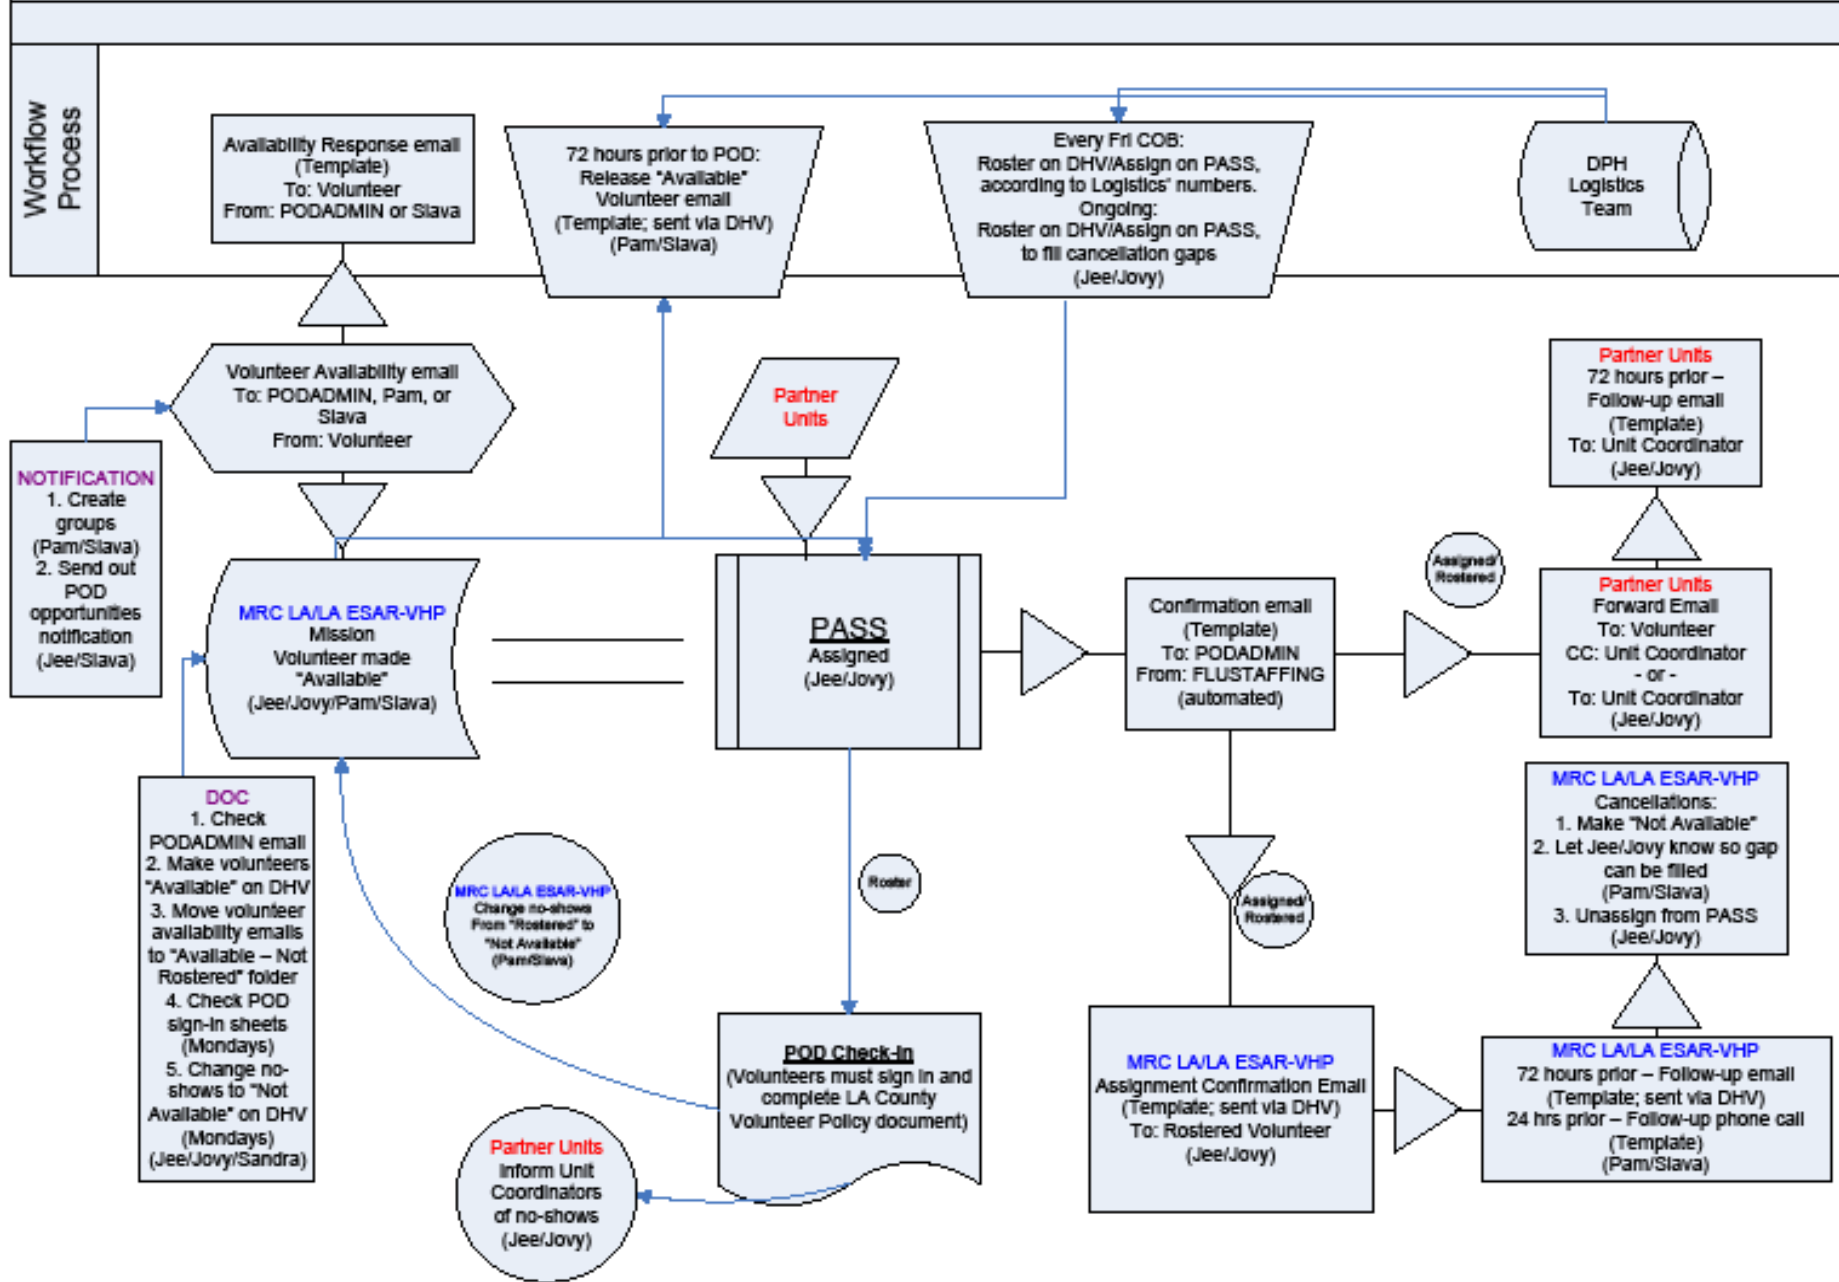 Workflow
Process
Availability Response email
(Template)
To: Volunteer
From: PODADMIN or Slava
72 hours prior to POD:
Release "Available"
Volunteer email
(Template; sent via DHV)
(Pam/Slava)
Every Fri COB:
Roster on DHV/Assign on PASS,
according to Logistics' numbers.
Ongoing:
Roster on DHV/Assign on PASS,
to fill cancellation gaps
(Jee/Jovy)
DPH
Logistics
Team
Volunteer Availability email
To: PODADMIN, Pam, or
Slava
From: Volunteer
Partner
Units
Partner Units
72 hours prior –
Follow-up email
(Template)
To: Unit Coordinator
(Jee/Jovy)
NOTIFICATION
1. Create
groups
(Pam/Slava)
2. Send out
POD
opportunities
notification
(Jee/Slava)
MRC LA/LA ESAR-VHP
Mission
Volunteer made
"Available"
(Jee/Jovy/Pam/Slava)
PASS
Assigned
(Jee/Jovy)
Confirmation email
(Template)
To: PODADMIN
From: FLUSTAFFING
(automated)
Assigned/
Rostered
Partner Units
Forward Email
To: Volunteer
CC: Unit Coordinator
- or -
To: Unit Coordinator
(Jee/Jovy)
DOC
1. Check
PODADMIN email
2. Make volunteers
"Available" on DHV
3. Move volunteer
availability emails
to "Available – Not
Rostered" folder
4. Check POD
sign-in sheets
(Mondays)
5. Change no-
shows to "Not
Available" on DHV
(Mondays)
(Jee/Jovy/Sandra)
MRC LA/LA ESAR-VHP
Change no-shows
From "Rostered" to
"Not Available"
(Pam/Slava)
Roster
Assigned/
Rostered
MRC LA/LA ESAR-VHP
Cancellations:
1. Make "Not Available"
2. Let Jee/Jovy know so gap
can be filled
(Pam/Slava)
3. Unassign from PASS
(Jee/Jovy)
POD Check-In
(Volunteers must sign in and
complete LA County
Volunteer Policy document)
Partner Units
Inform Unit
Coordinators
of no-shows
(Jee/Jovy)
MRC LA/LA ESAR-VHP
Assignment Confirmation Email
(Template; sent via DHV)
To: Rostered Volunteer
(Jee/Jovy)
MRC LA/LA ESAR-VHP
72 hours prior – Follow-up email
(Template; sent via DHV)
24 hrs prior – Follow-up phone call
(Template)
(Pam/Slava)